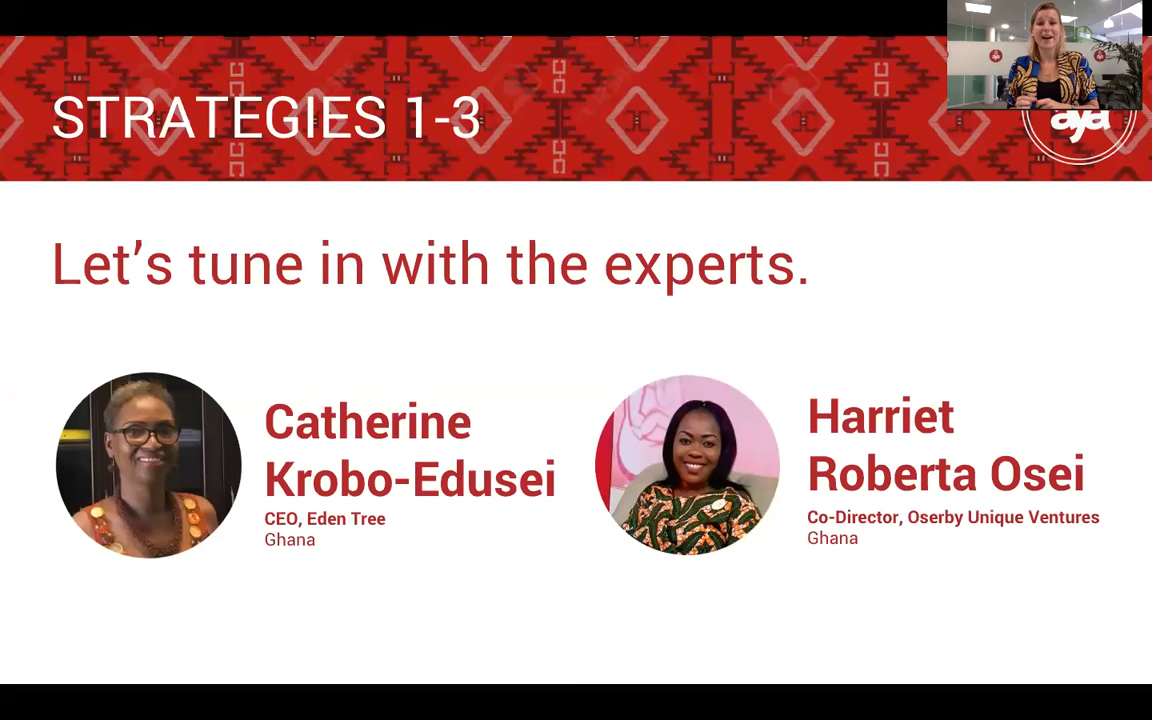 STRATEGIES 1-3
aya
Let's tune in with the experts.
Catherine
Krobo-Edusei
CEO, Eden Tree
Ghana
Harriet
Roberta Osei
Co-Director, Oserby Unique Ventures
Ghana